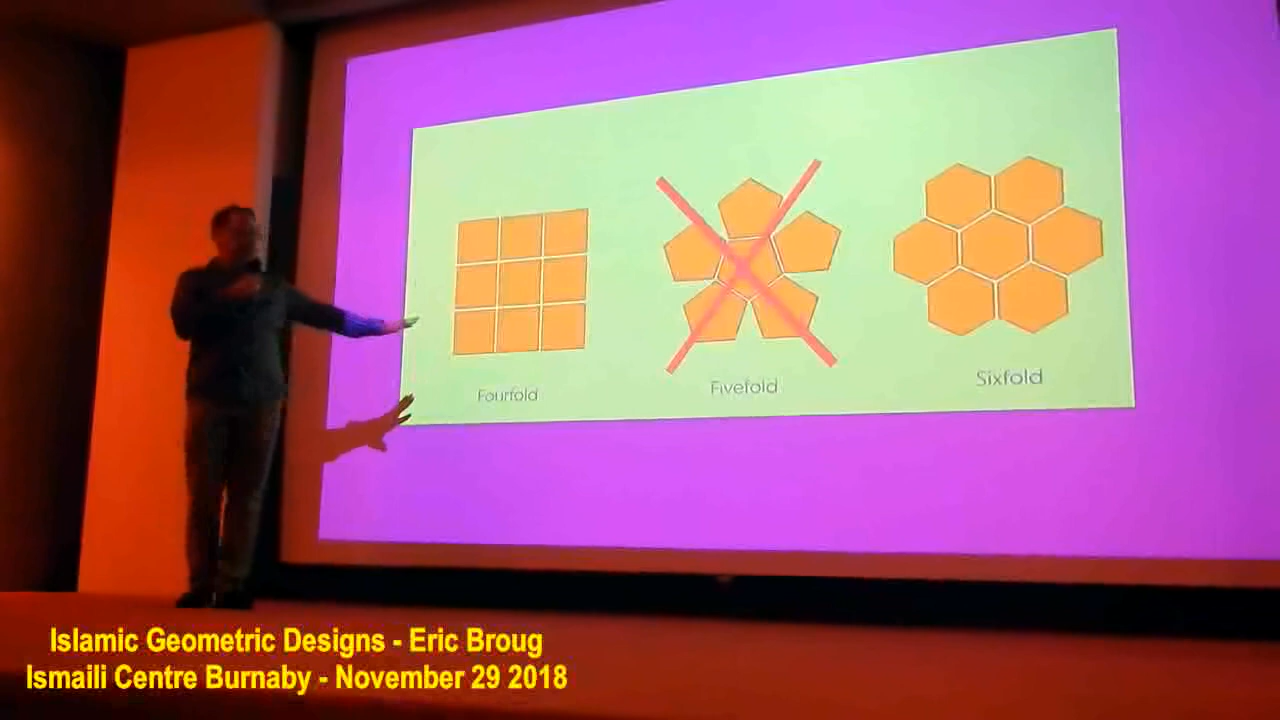 Fourfold
Fivefold
Sixfold
Islamic Geometric Designs - Eric Broug
Ismaili Centre Burnaby - November 29 2018